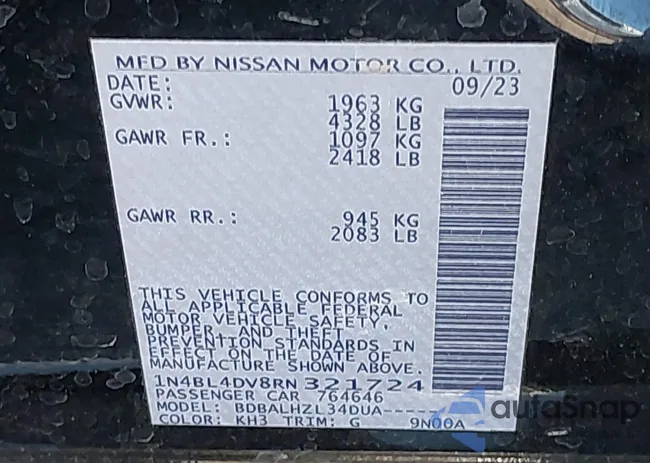 MFD BY NISSAN MOTOR CO., LTD.
DATE: 09/23
GVWR: 1963 KG
4328 LB
GAWR FR.: 1097 KG
2418 LB
GAWR RR.: 945 KG
2083 LB
THIS VEHICLE CONFORMS TO
ALL APPLICABLE FEDERAL
MOTOR VEHICLE SAFETY,
BUMPER, AND THEFT
PREVENTION STANDARDS IN
EFFECT ON THE DATE OF
MANUFACTURE SHOWN ABOVE.
1N4BL4DV8RN321724
PASSENGER CAR 764646
MODEL: BDBALHZL34DUA-----
COLOR: KH3 TRIM: G 9N00A
autoSnap